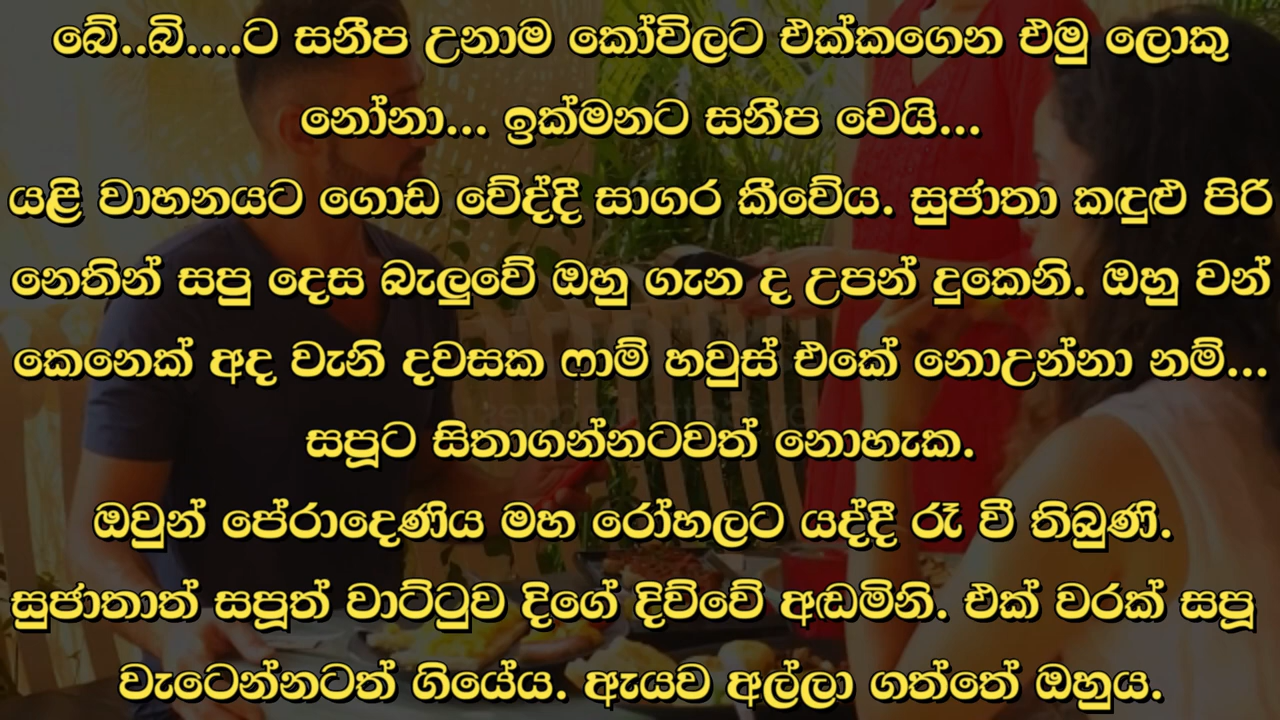 බේ..බි....ට සනීප උනාම කෝවිලට එක්කගෙන එමු ලොකු
නෝනා... ඉක්මනට සනීප වෙයි...
යළි වාහනයට ගොඩ වේද්දී සාගර කීවේය. සුජාතා කඳුළු පිරි
නෙතින් සපු දෙස බැලුවේ ඔහු ගැන ද උපන් දුකෙනි. ඔහු වන්
කෙනෙක් අද වැනි දවසක ෆාම් හවුස් එකේ නොඋන්නා නම්...
සපූට සිතාගන්නටවත් නොහැක.
ඔවුන් පේරාදෙණිය මහ රෝහලට යද්දී රෑ වී තිබුණි.
සුජාතාත් සපූත් වාට්ටුව දිගේ දිව්වේ අඬමිනි. එක් වරක් සපූ
වැටෙන්නටත් ගියේය. ඇයව අල්ලා ගත්තේ ඔහුය.